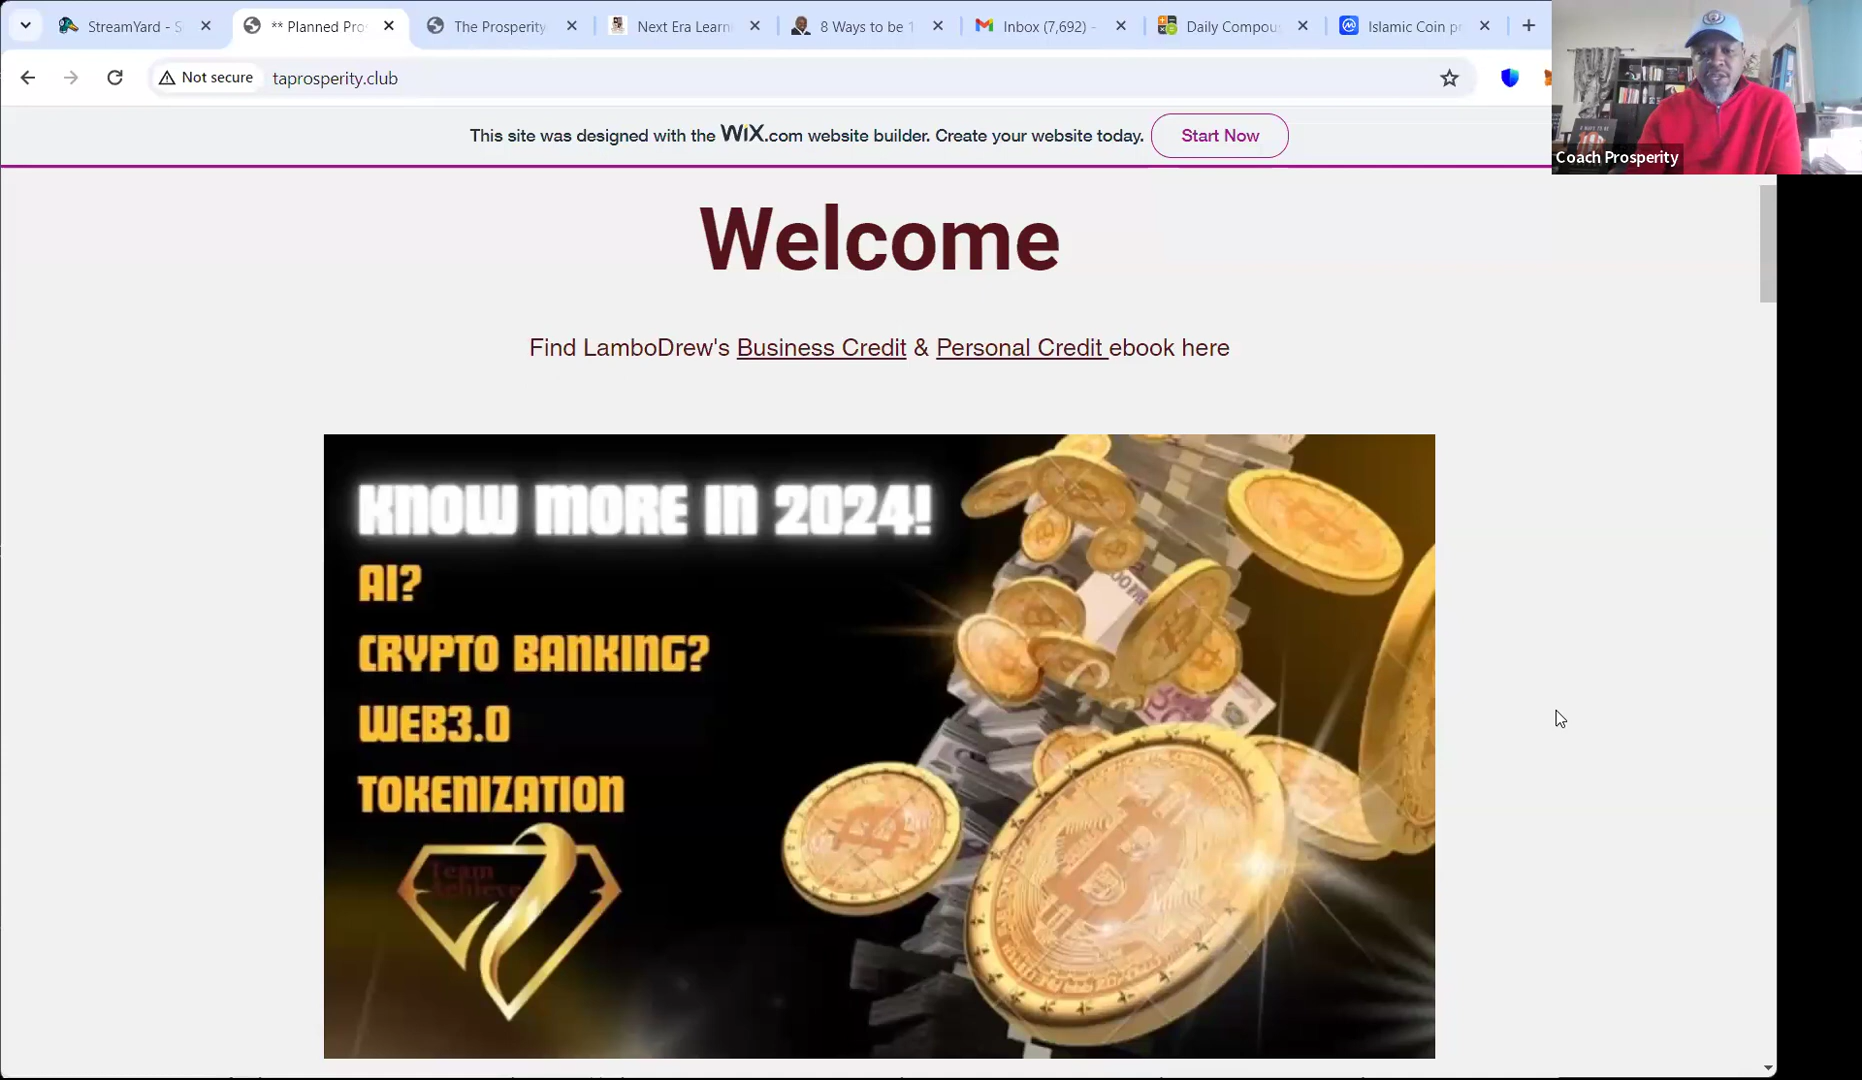 StreamYard - S
** Planned Pro
The Prosperity
Next Era Learn
8 Ways to be 1
Inbox (7,692) -
Daily Compou
Islamic Coin p
Not secure
taprosperity.club
This site was designed with the WiX.com website builder. Create your website today.
Start Now
Coach Prosperity
Welcome
Find LamboDrew's Business Credit & Personal Credit ebook here
KNOW MORE IN 2024!
AI?
CRYPTO BANKING?
WEB3.0
TOKENIZATION
Team
Achieve